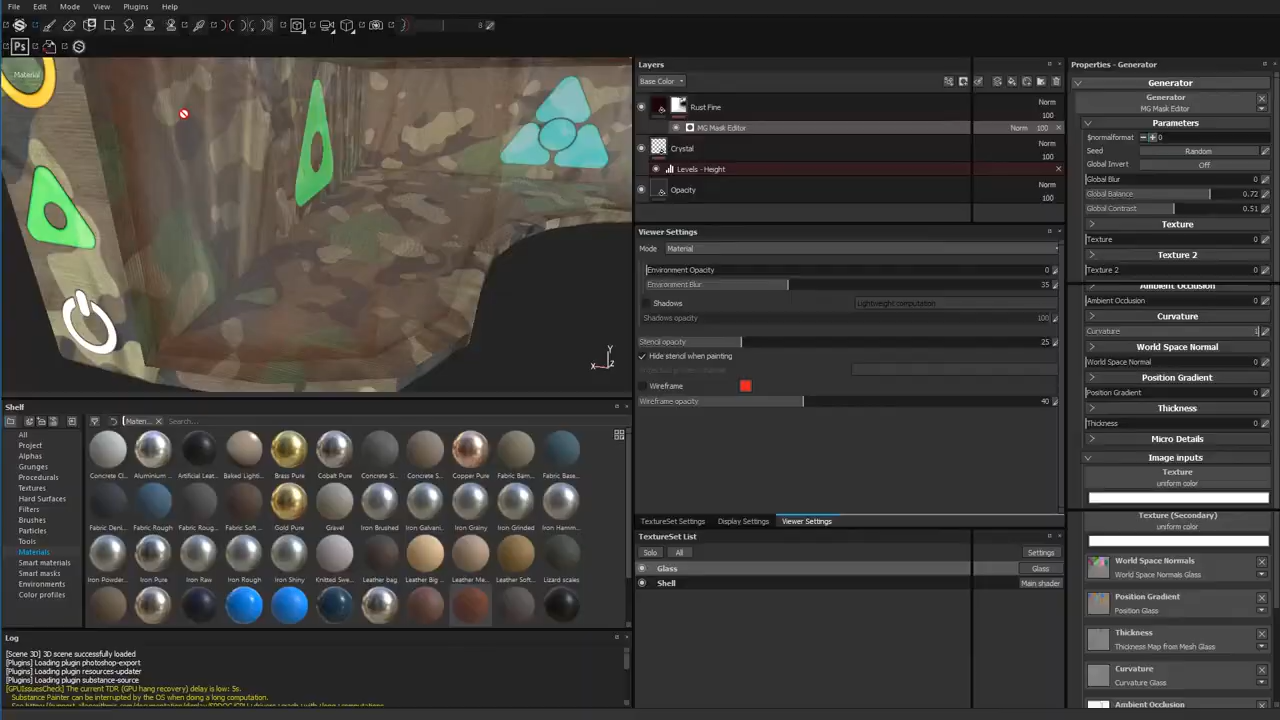 File Edit Mode View Plugins Help
8
Ps
Material
Layers
Base Color
Rust Fine Norm 100
MG Mask Editor Norm 100
Crystal Norm 100
Levels - Height
Opacity Norm 100
Viewer Settings
Mode Material
Environment Opacity 0
Environment Blur 35
Shadows Lightweight computation
Shadows opacity 100
Stencil opacity 25
Hide stencil when painting
Wireframe
Wireframe opacity 40
TextureSet Settings Display Settings Viewer Settings
TextureSet List
Solo All Settings
Glass Glass
Shell Main shader
Properties - Generator
Generator
Generator
MG Mask Editor
Parameters
$normalformat 0
Seed Random
Global Invert Off
Global Blur 0
Global Balance 0.72
Global Contrast 0.51
Texture
Texture 0
Texture 2
Texture 2 0
Ambient Occlusion
Ambient Occlusion 0
Curvature
Curvature 1
World Space Normal
World Space Normal 0
Position Gradient
Position Gradient 0
Thickness
Thickness 0
Micro Details
Image inputs
Texture
uniform color
Texture (Secondary)
uniform color
World Space Normals
World Space Normals Glass
Position Gradient
Position Glass
Thickness
Thickness Map from Mesh Glass
Curvature
Curvature Glass
Ambient Occlusion
X Y Z
Shelf
Materi... Search...
All
Project
Alphas
Grunges
Procedurals
Textures
Hard Surfaces
Filters
Brushes
Particles
Tools
Materials
Smart materials
Smart masks
Environments
Color profiles
Concrete Cl... Aluminium ... Artificial Leat... Baked Lighti... Brass Pure Cobalt Pure Concrete Si... Concrete S... Copper Pure Fabric Bam... Fabric Base...
Fabric Deni... Fabric Rough Fabric Roug... Fabric Soft ... Gold Pure Gravel Iron Brushed Iron Galvani... Iron Grainy Iron Grinded Iron Hamm...
Iron Powder... Iron Pure Iron Raw Iron Rough Iron Shiny Knitted Swe... Leather bag Leather Big ... Leather Me... Leather Soft... Lizard scales
Log
[Scene 3D] 3D scene successfully loaded
[Plugins] Loading plugin photoshop-export
[Plugins] Loading plugin resources-updater
[Plugins] Loading plugin substance-source
[GPUIssuesCheck] The current TDR (GPU hang recovery) delay is low: 5s.
Substance Painter can be interrupted by the OS when doing a long computation.